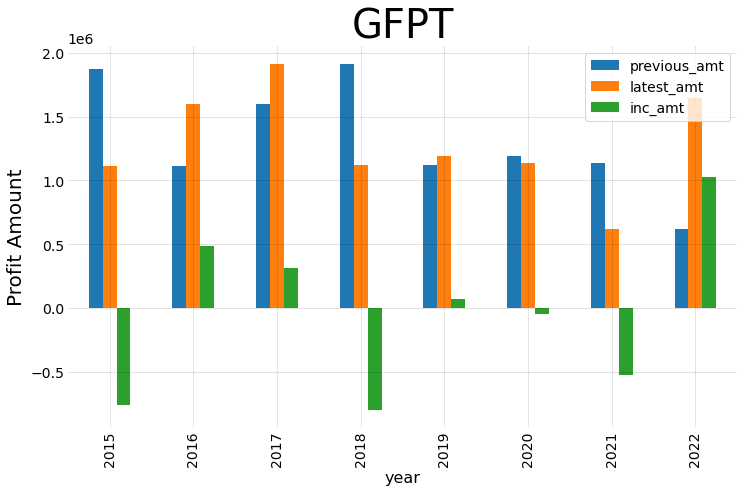 GFPT
1e6
2.0
1.5
1.0
0.5
0.0
−0.5
Profit Amount
previous_amt
latest_amt
inc_amt
2015
2016
2017
2018
2019
2020
2021
2022
year